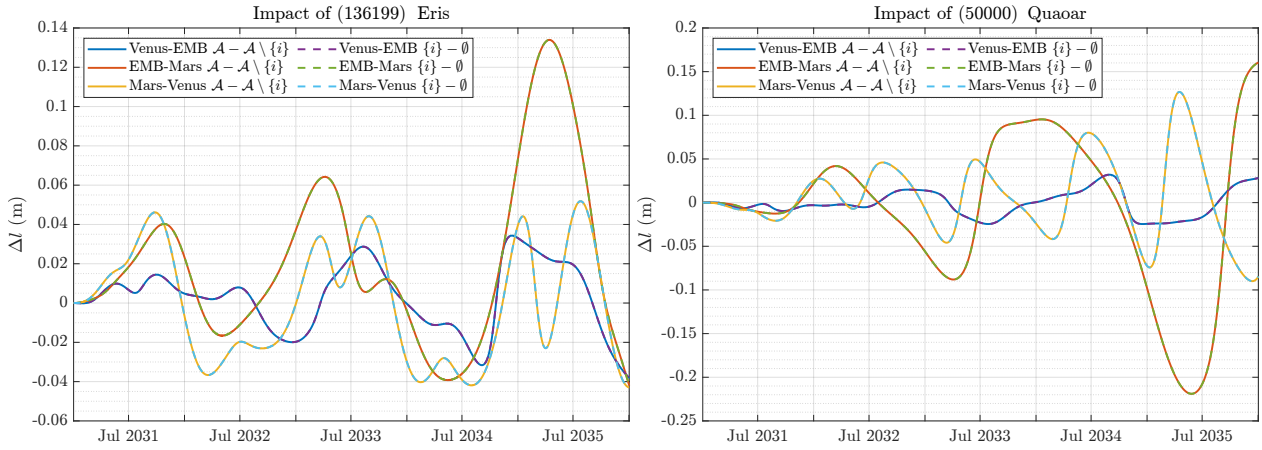 Impact of (136199) Eris
0.14
0.12
0.1
0.08
0.06
0.04
0.02
0
-0.02
-0.04
-0.06
Δl (m)
Venus-EMB 𝒜 − 𝒜 \ {i}
EMB-Mars 𝒜 − 𝒜 \ {i}
Mars-Venus 𝒜 − 𝒜 \ {i}
Venus-EMB {i} − ∅
EMB-Mars {i} − ∅
Mars-Venus {i} − ∅
Jul 2031
Jul 2032
Jul 2033
Jul 2034
Jul 2035
Impact of (50000) Quaoar
0.2
0.15
0.1
0.05
0
-0.05
-0.1
-0.15
-0.2
-0.25
Δl (m)
Venus-EMB 𝒜 − 𝒜 \ {i}
EMB-Mars 𝒜 − 𝒜 \ {i}
Mars-Venus 𝒜 − 𝒜 \ {i}
Venus-EMB {i} − ∅
EMB-Mars {i} − ∅
Mars-Venus {i} − ∅
Jul 2031
Jul 2032
Jul 2033
Jul 2034
Jul 2035